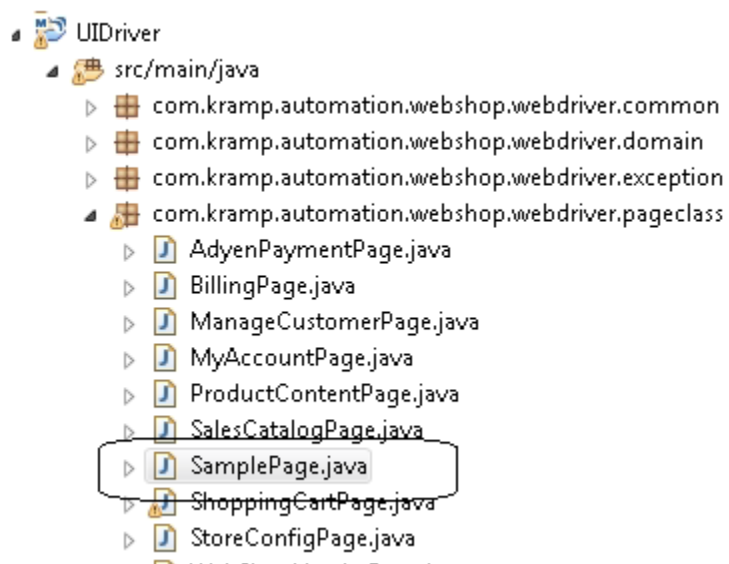 UIDriver
src/main/java
com.kramp.automation.webshop.webdriver.common
com.kramp.automation.webshop.webdriver.domain
com.kramp.automation.webshop.webdriver.exception
com.kramp.automation.webshop.webdriver.pageclass
AdyenPaymentPage.java
BillingPage.java
ManageCustomerPage.java
MyAccountPage.java
ProductContentPage.java
SalesCatalogPage.java
SamplePage.java
ShoppingCartPage.java
StoreConfigPage.java